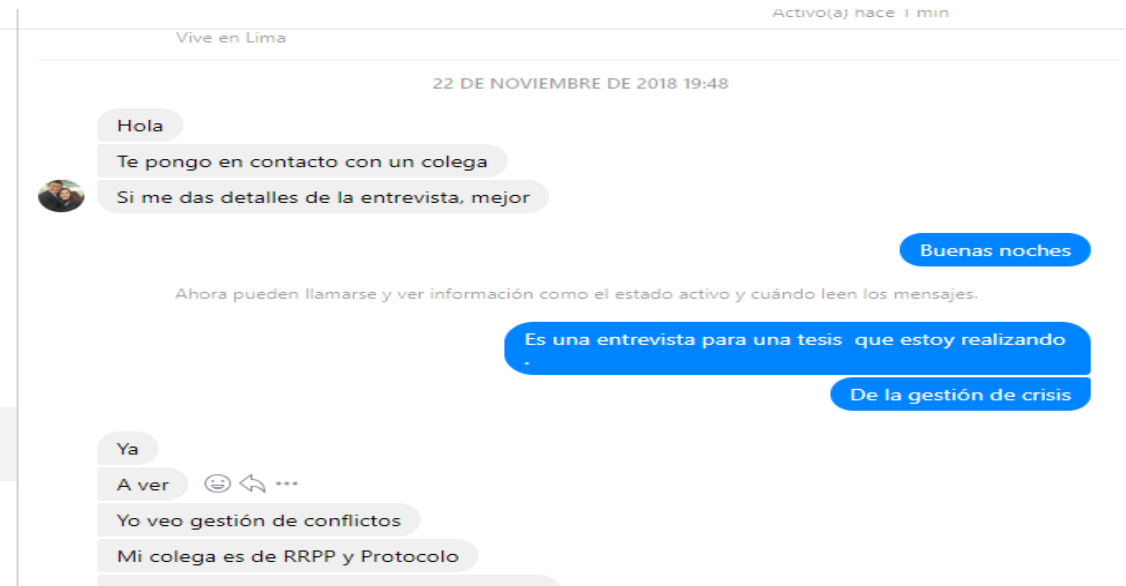 Activo(a) hace 1 min
Vive en Lima
22 DE NOVIEMBRE DE 2018 19:48
Hola
Te pongo en contacto con un colega
Si me das detalles de la entrevista, mejor
Buenas noches
Ahora pueden llamarse y ver información como el estado activo y cuándo leen los mensajes.
Es una entrevista para una tesis que estoy realizando
.
De la gestión de crisis
Ya
A ver
Yo veo gestión de conflictos
Mi colega es de RRPP y Protocolo